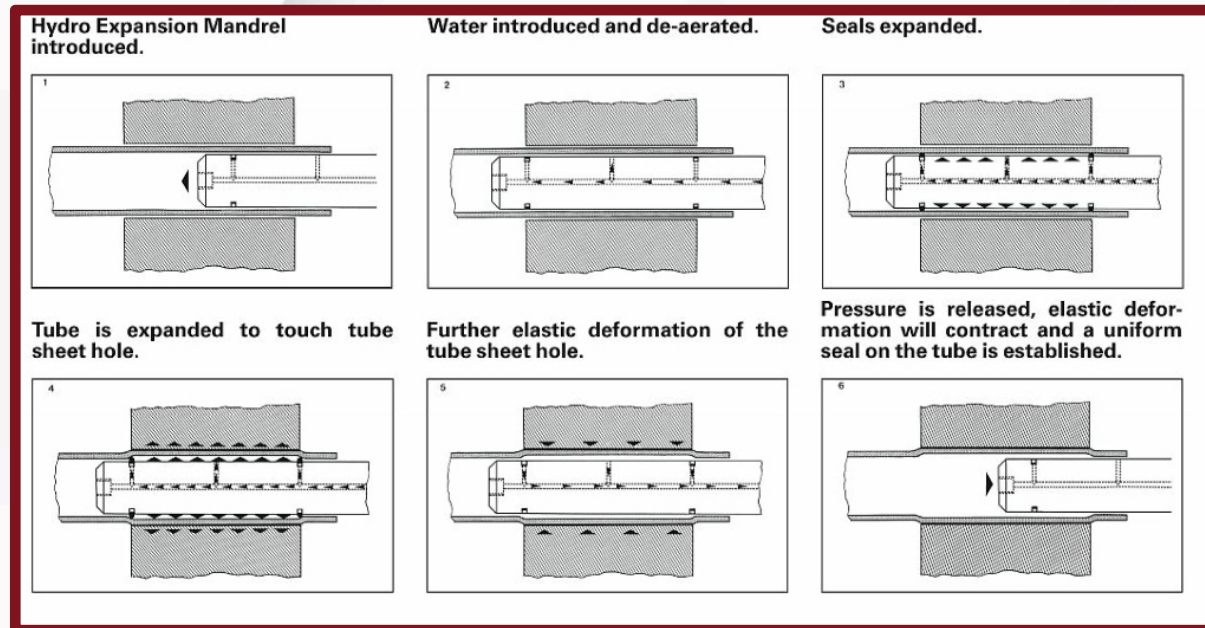 Hydro Expansion Mandrel
introduced.
Water introduced and de-aerated.
Seals expanded.
1
2
3
Tube is expanded to touch tube
sheet hole.
Further elastic deformation of the
tube sheet hole.
Pressure is released, elastic defor-
mation will contract and a uniform
seal on the tube is established.
4
5
6